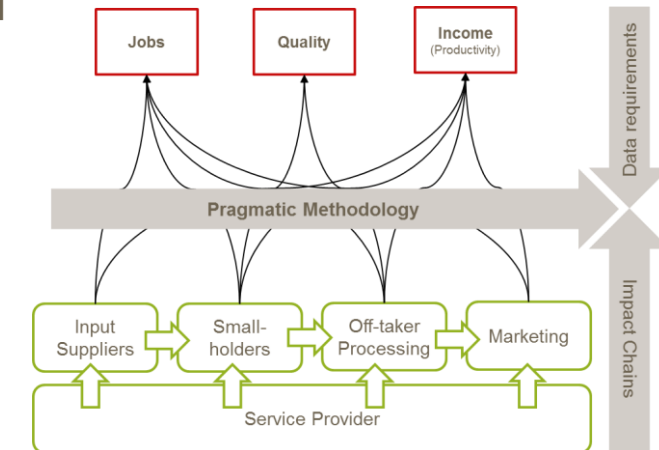 Jobs
Quality
Income
(Productivity)
Data requirements
Pragmatic Methodology
Input
Suppliers
Small-
holders
Off-taker
Processing
Marketing
Impact Chains
Service Provider